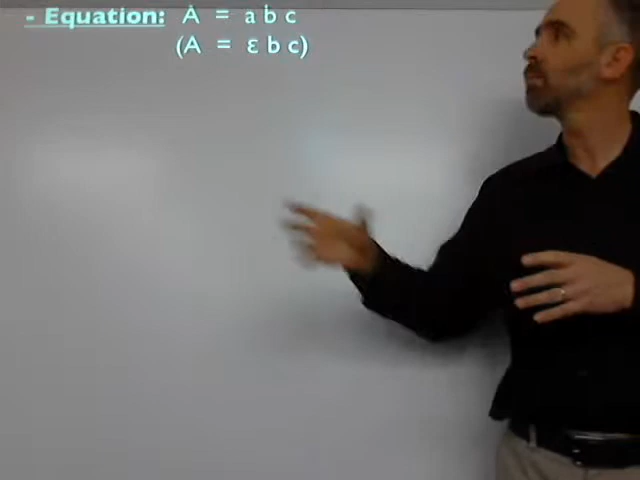 - Equation: A = a b c
(A = ε b c)